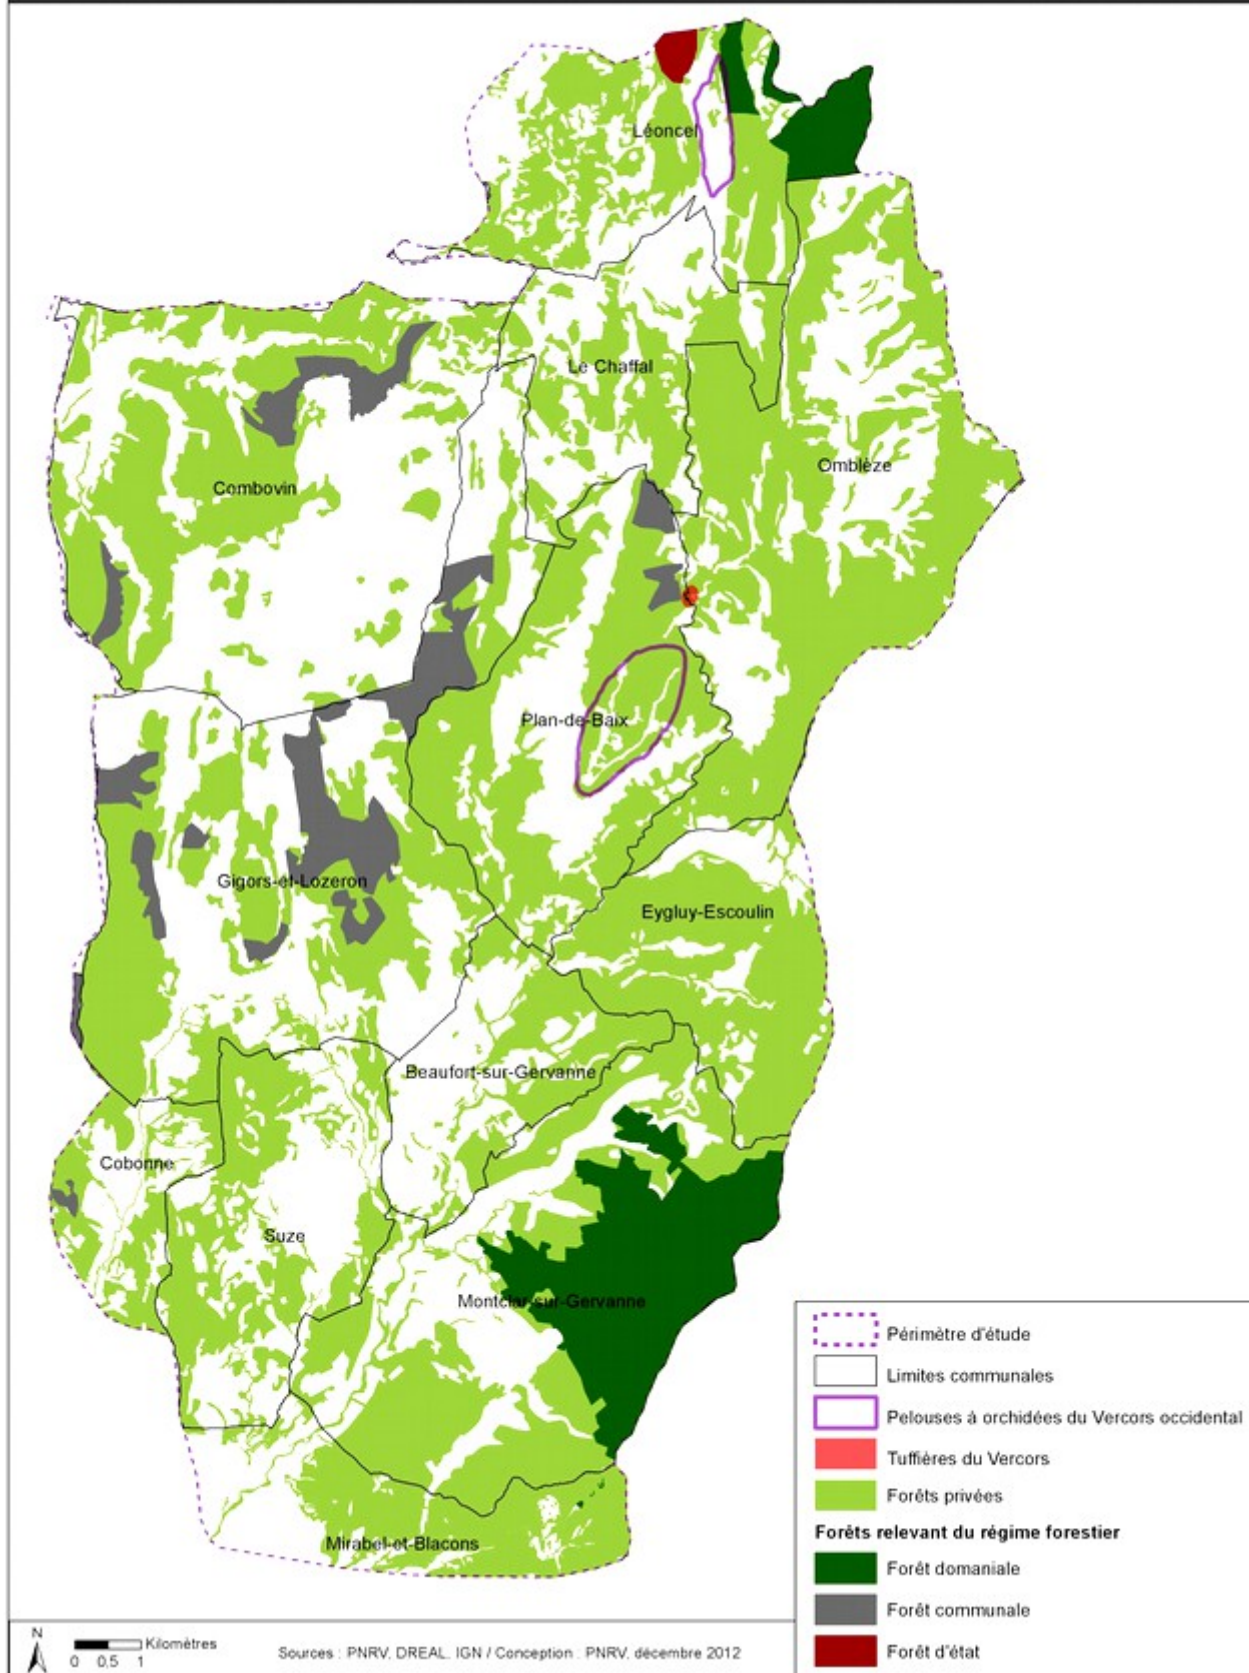 Léoncel
Le Chaffal
Omblèze
Combovin
Plan-de-Baix
Gigors-et-Lozeron
Eygluy-Escoulin
Beaufort-sur-Gervanne
Cobonne
Suze
Montclar-sur-Gervanne
Mirabel-et-Blacons
Périmètre d'étude
Limites communales
Pelouses à orchidées du Vercors occidental
Tuffières du Vercors
Forêts privées
Forêts relevant du régime forestier
Forêt domaniale
Forêt communale
Forêt d'état
N
Kilomètres
0 0,5 1
Sources : PNRV, DREAL, IGN / Conception : PNRV, décembre 2012